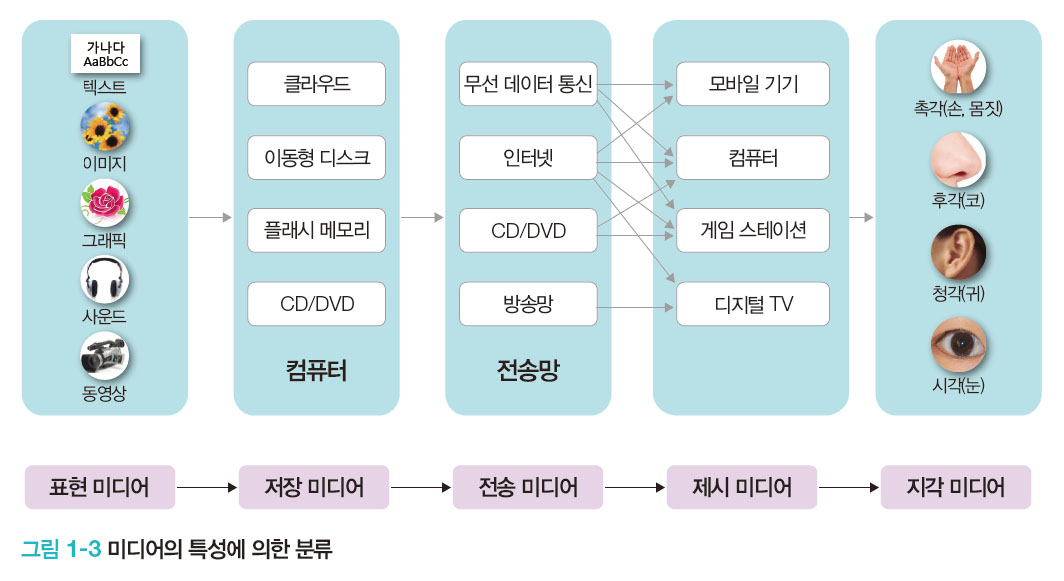 가나다
AaBbCc
텍스트
이미지
그래픽
사운드
동영상
클라우드
이동형 디스크
플래시 메모리
CD/DVD
컴퓨터
무선 데이터 통신
인터넷
CD/DVD
방송망
전송망
모바일 기기
컴퓨터
게임 스테이션
디지털 TV
촉각(손, 몸짓)
후각(코)
청각(귀)
시각(눈)
표현 미디어
저장 미디어
전송 미디어
제시 미디어
지각 미디어
그림 1-3 미디어의 특성에 의한 분류